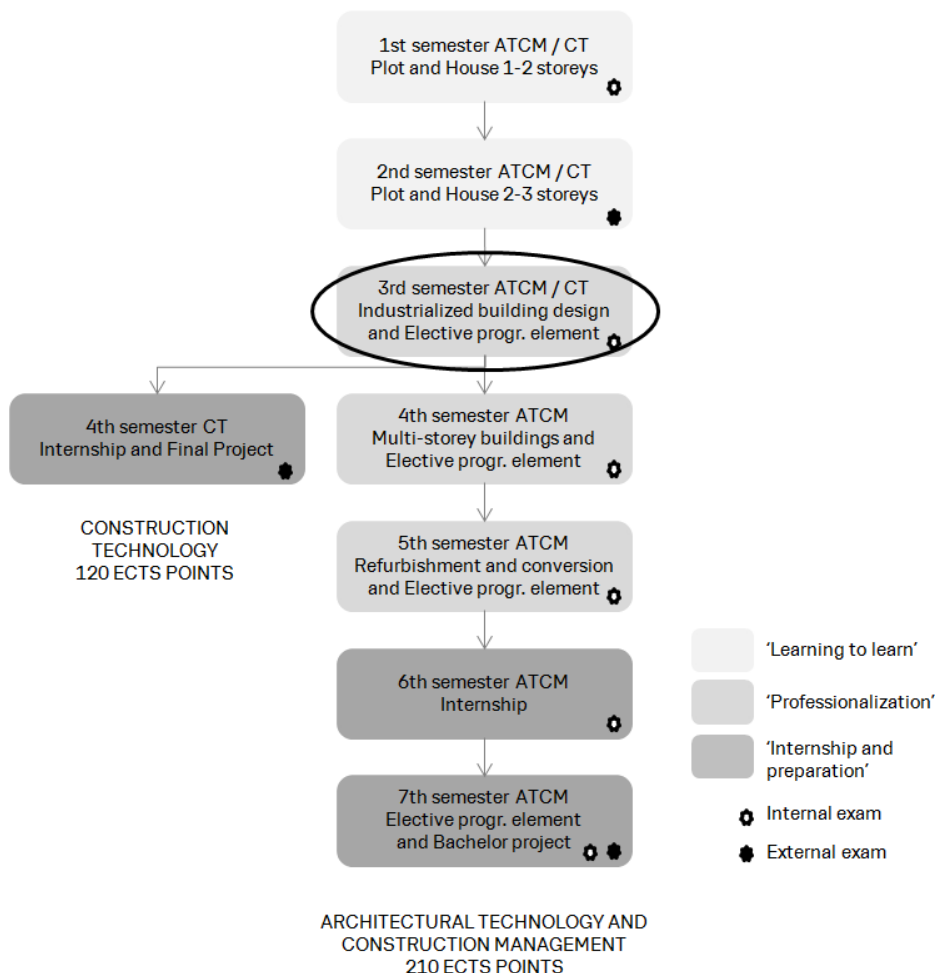 1st semester ATCM / CT
Plot and House 1-2 storeys
2nd semester ATCM / CT
Plot and House 2-3 storeys
3rd semester ATCM / CT
Industrialized building design
and Elective progr. element
4th semester CT
Internship and Final Project
CONSTRUCTION
TECHNOLOGY
120 ECTS POINTS
4th semester ATCM
Multi-storey buildings and
Elective progr. element
5th semester ATCM
Refurbishment and conversion
and Elective progr. element
6th semester ATCM
Internship
7th semester ATCM
Elective progr. element
and Bachelor project
ARCHITECTURAL TECHNOLOGY AND
CONSTRUCTION MANAGEMENT
210 ECTS POINTS
‘Learning to learn’
‘Professionalization’
‘Internship and
preparation’
Internal exam
External exam